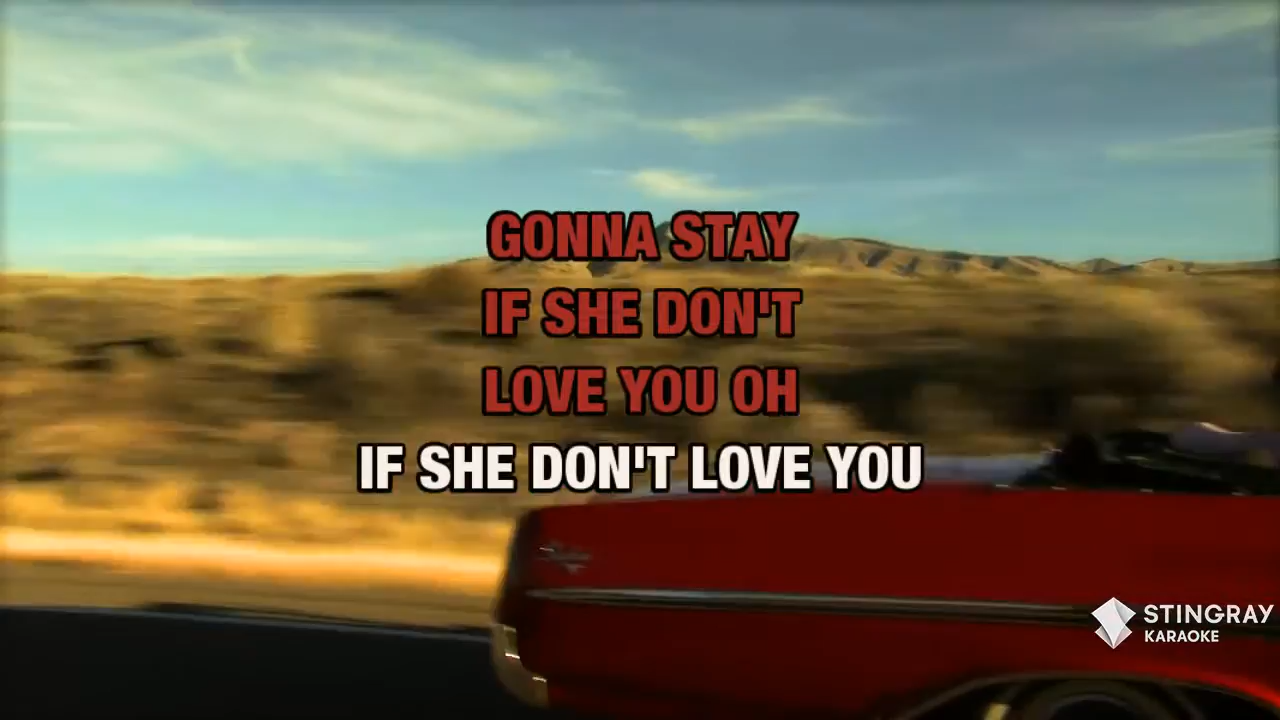 GONNA STAY
IF SHE DON'T
LOVE YOU OH
IF SHE DON'T LOVE YOU
STINGRAY
KARAOKE